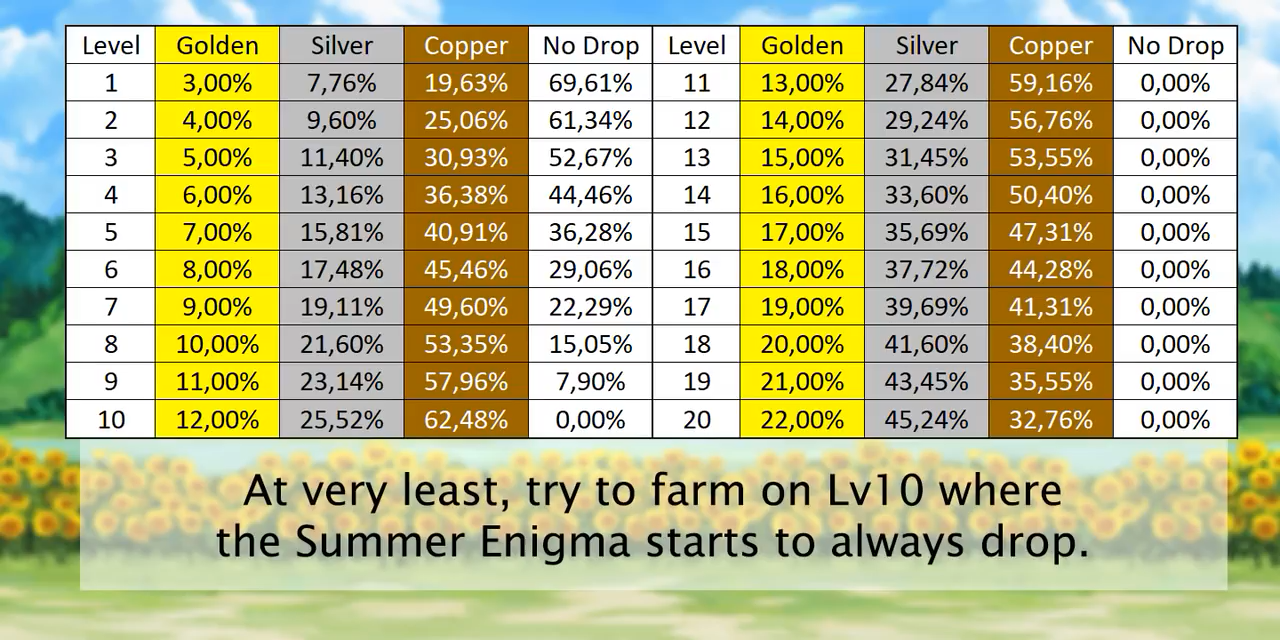 Level Golden Silver Copper No Drop Level Golden Silver Copper No Drop
1 3,00% 7,76% 19,63% 69,61% 11 13,00% 27,84% 59,16% 0,00%
2 4,00% 9,60% 25,06% 61,34% 12 14,00% 29,24% 56,76% 0,00%
3 5,00% 11,40% 30,93% 52,67% 13 15,00% 31,45% 53,55% 0,00%
4 6,00% 13,16% 36,38% 44,46% 14 16,00% 33,60% 50,40% 0,00%
5 7,00% 15,81% 40,91% 36,28% 15 17,00% 35,69% 47,31% 0,00%
6 8,00% 17,48% 45,46% 29,06% 16 18,00% 37,72% 44,28% 0,00%
7 9,00% 19,11% 49,60% 22,29% 17 19,00% 39,69% 41,31% 0,00%
8 10,00% 21,60% 53,35% 15,05% 18 20,00% 41,60% 38,40% 0,00%
9 11,00% 23,14% 57,96% 7,90% 19 21,00% 43,45% 35,55% 0,00%
10 12,00% 25,52% 62,48% 0,00% 20 22,00% 45,24% 32,76% 0,00%
At very least, try to farm on Lv10 where
the Summer Enigma starts to always drop.